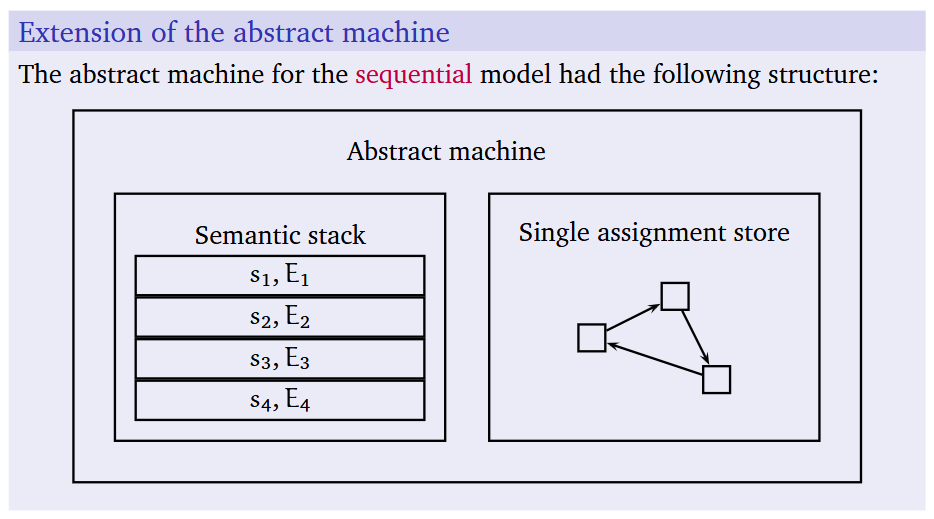 Extension of the abstract machine
The abstract machine for the sequential model had the following structure:
Abstract machine
Semantic stack
s₁, E₁
s₂, E₂
s₃, E₃
s₄, E₄
Single assignment store